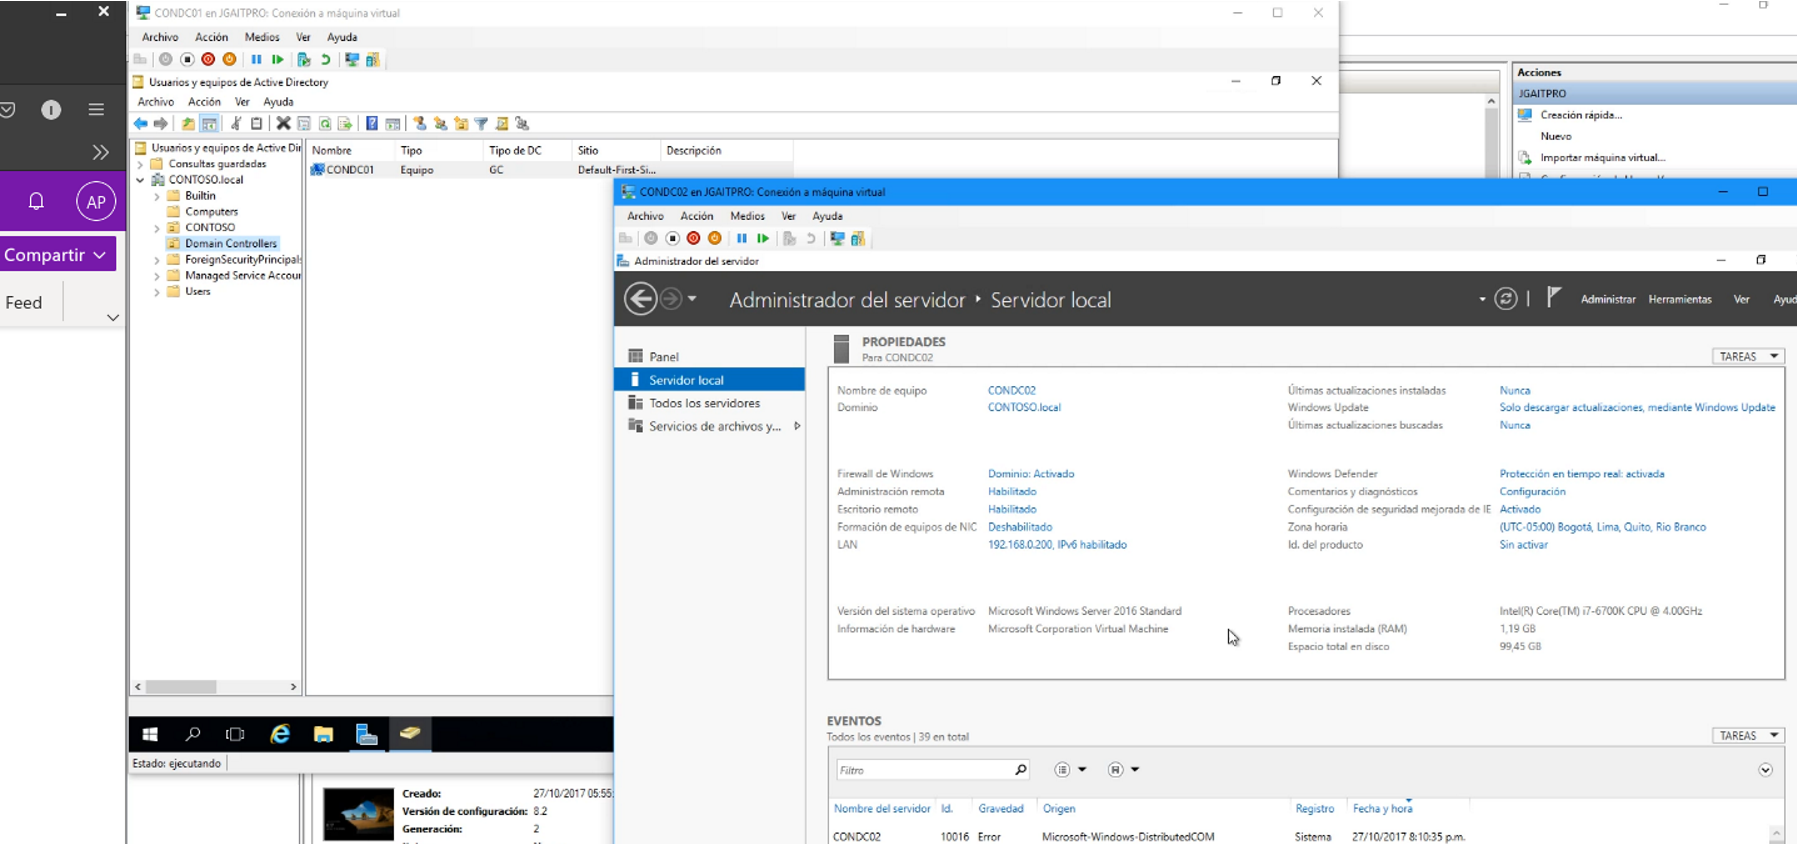 CONDC01 en JGAITPRO: Conexión a máquina virtual
Archivo Acción Medios Ver Ayuda
Usuarios y equipos de Active Directory
Archivo Acción Ver Ayuda
Usuarios y equipos de Active Dir
Consultas guardadas
CONTOSO.local
Builtin
Computers
CONTOSO
Domain Controllers
ForeignSecurityPrincipals
Managed Service Accour
Users
Nombre Tipo Tipo de DC Sitio Descripción
CONDC01 Equipo GC Default-First-Si...
Estado: ejecutando
AP
Compartir
Feed
Acciones
JGAITPRO
Creación rápida...
Nuevo
Importar máquina virtual...
CONDC02 en JGAITPRO: Conexión a máquina virtual
Archivo Acción Medios Ver Ayuda
Administrador del servidor
Administrador del servidor ‣ Servidor local
Administrar Herramientas Ver Ayud
Panel
Servidor local
Todos los servidores
Servicios de archivos y...
PROPIEDADES
Para CONDC02
TAREAS
Nombre de equipo CONDC02
Dominio CONTOSO.local
Últimas actualizaciones instaladas Nunca
Windows Update Solo descargar actualizaciones, mediante Windows Update
Últimas actualizaciones buscadas Nunca
Firewall de Windows Dominio: Activado
Administración remota Habilitado
Escritorio remoto Habilitado
Formación de equipos de NIC Deshabilitado
LAN 192.168.0.200, IPv6 habilitado
Windows Defender Protección en tiempo real: activada
Comentarios y diagnósticos Configuración
Configuración de seguridad mejorada de IE Activado
Zona horaria (UTC-05:00) Bogotá, Lima, Quito, Rio Branco
Id. del producto Sin activar
Versión del sistema operativo Microsoft Windows Server 2016 Standard
Información de hardware Microsoft Corporation Virtual Machine
Procesadores Intel(R) Core(TM) i7-6700K CPU @ 4.00GHz
Memoria instalada (RAM) 1,19 GB
Espacio total en disco 99,45 GB
EVENTOS
Todos los eventos | 39 en total
TAREAS
Filtro
Nombre del servidor Id. Gravedad Origen Registro Fecha y hora
CONDC02 10016 Error Microsoft-Windows-DistributedCOM Sistema 27/10/2017 8:10:35 p.m.
Creado: 27/10/2017 05:55:
Versión de configuración: 8.2
Generación: 2